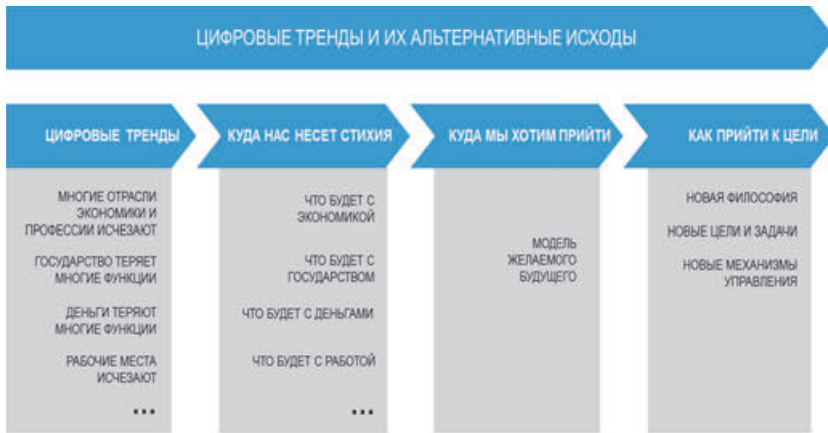 ЦИФРОВЫЕ ТРЕНДЫ И ИХ АЛЬТЕРНАТИВНЫЕ ИСХОДЫ
ЦИФРОВЫЕ ТРЕНДЫ
МНОГИЕ ОТРАСЛИ
ЭКОНОМИКИ И
ПРОФЕССИИ ИСЧЕЗАЮТ
ГОСУДАРСТВО ТЕРЯЕТ
МНОГИЕ ФУНКЦИИ
ДЕНЬГИ ТЕРЯЮТ
МНОГИЕ ФУНКЦИИ
РАБОЧИЕ МЕСТА
ИСЧЕЗАЮТ
...
КУДА НАС НЕСЕТ СТИХИЯ
ЧТО БУДЕТ С
ЭКОНОМИКОЙ
ЧТО БУДЕТ С
ГОСУДАРСТВОМ
ЧТО БУДЕТ С ДЕНЬГАМИ
ЧТО БУДЕТ С РАБОТОЙ
...
КУДА МЫ ХОТИМ ПРИЙТИ
МОДЕЛЬ
ЖЕЛАЕМОГО
БУДУЩЕГО
КАК ПРИЙТИ К ЦЕЛИ
НОВАЯ ФИЛОСОФИЯ
НОВЫЕ ЦЕЛИ И ЗАДАЧИ
НОВЫЕ МЕХАНИЗМЫ
УПРАВЛЕНИЯ